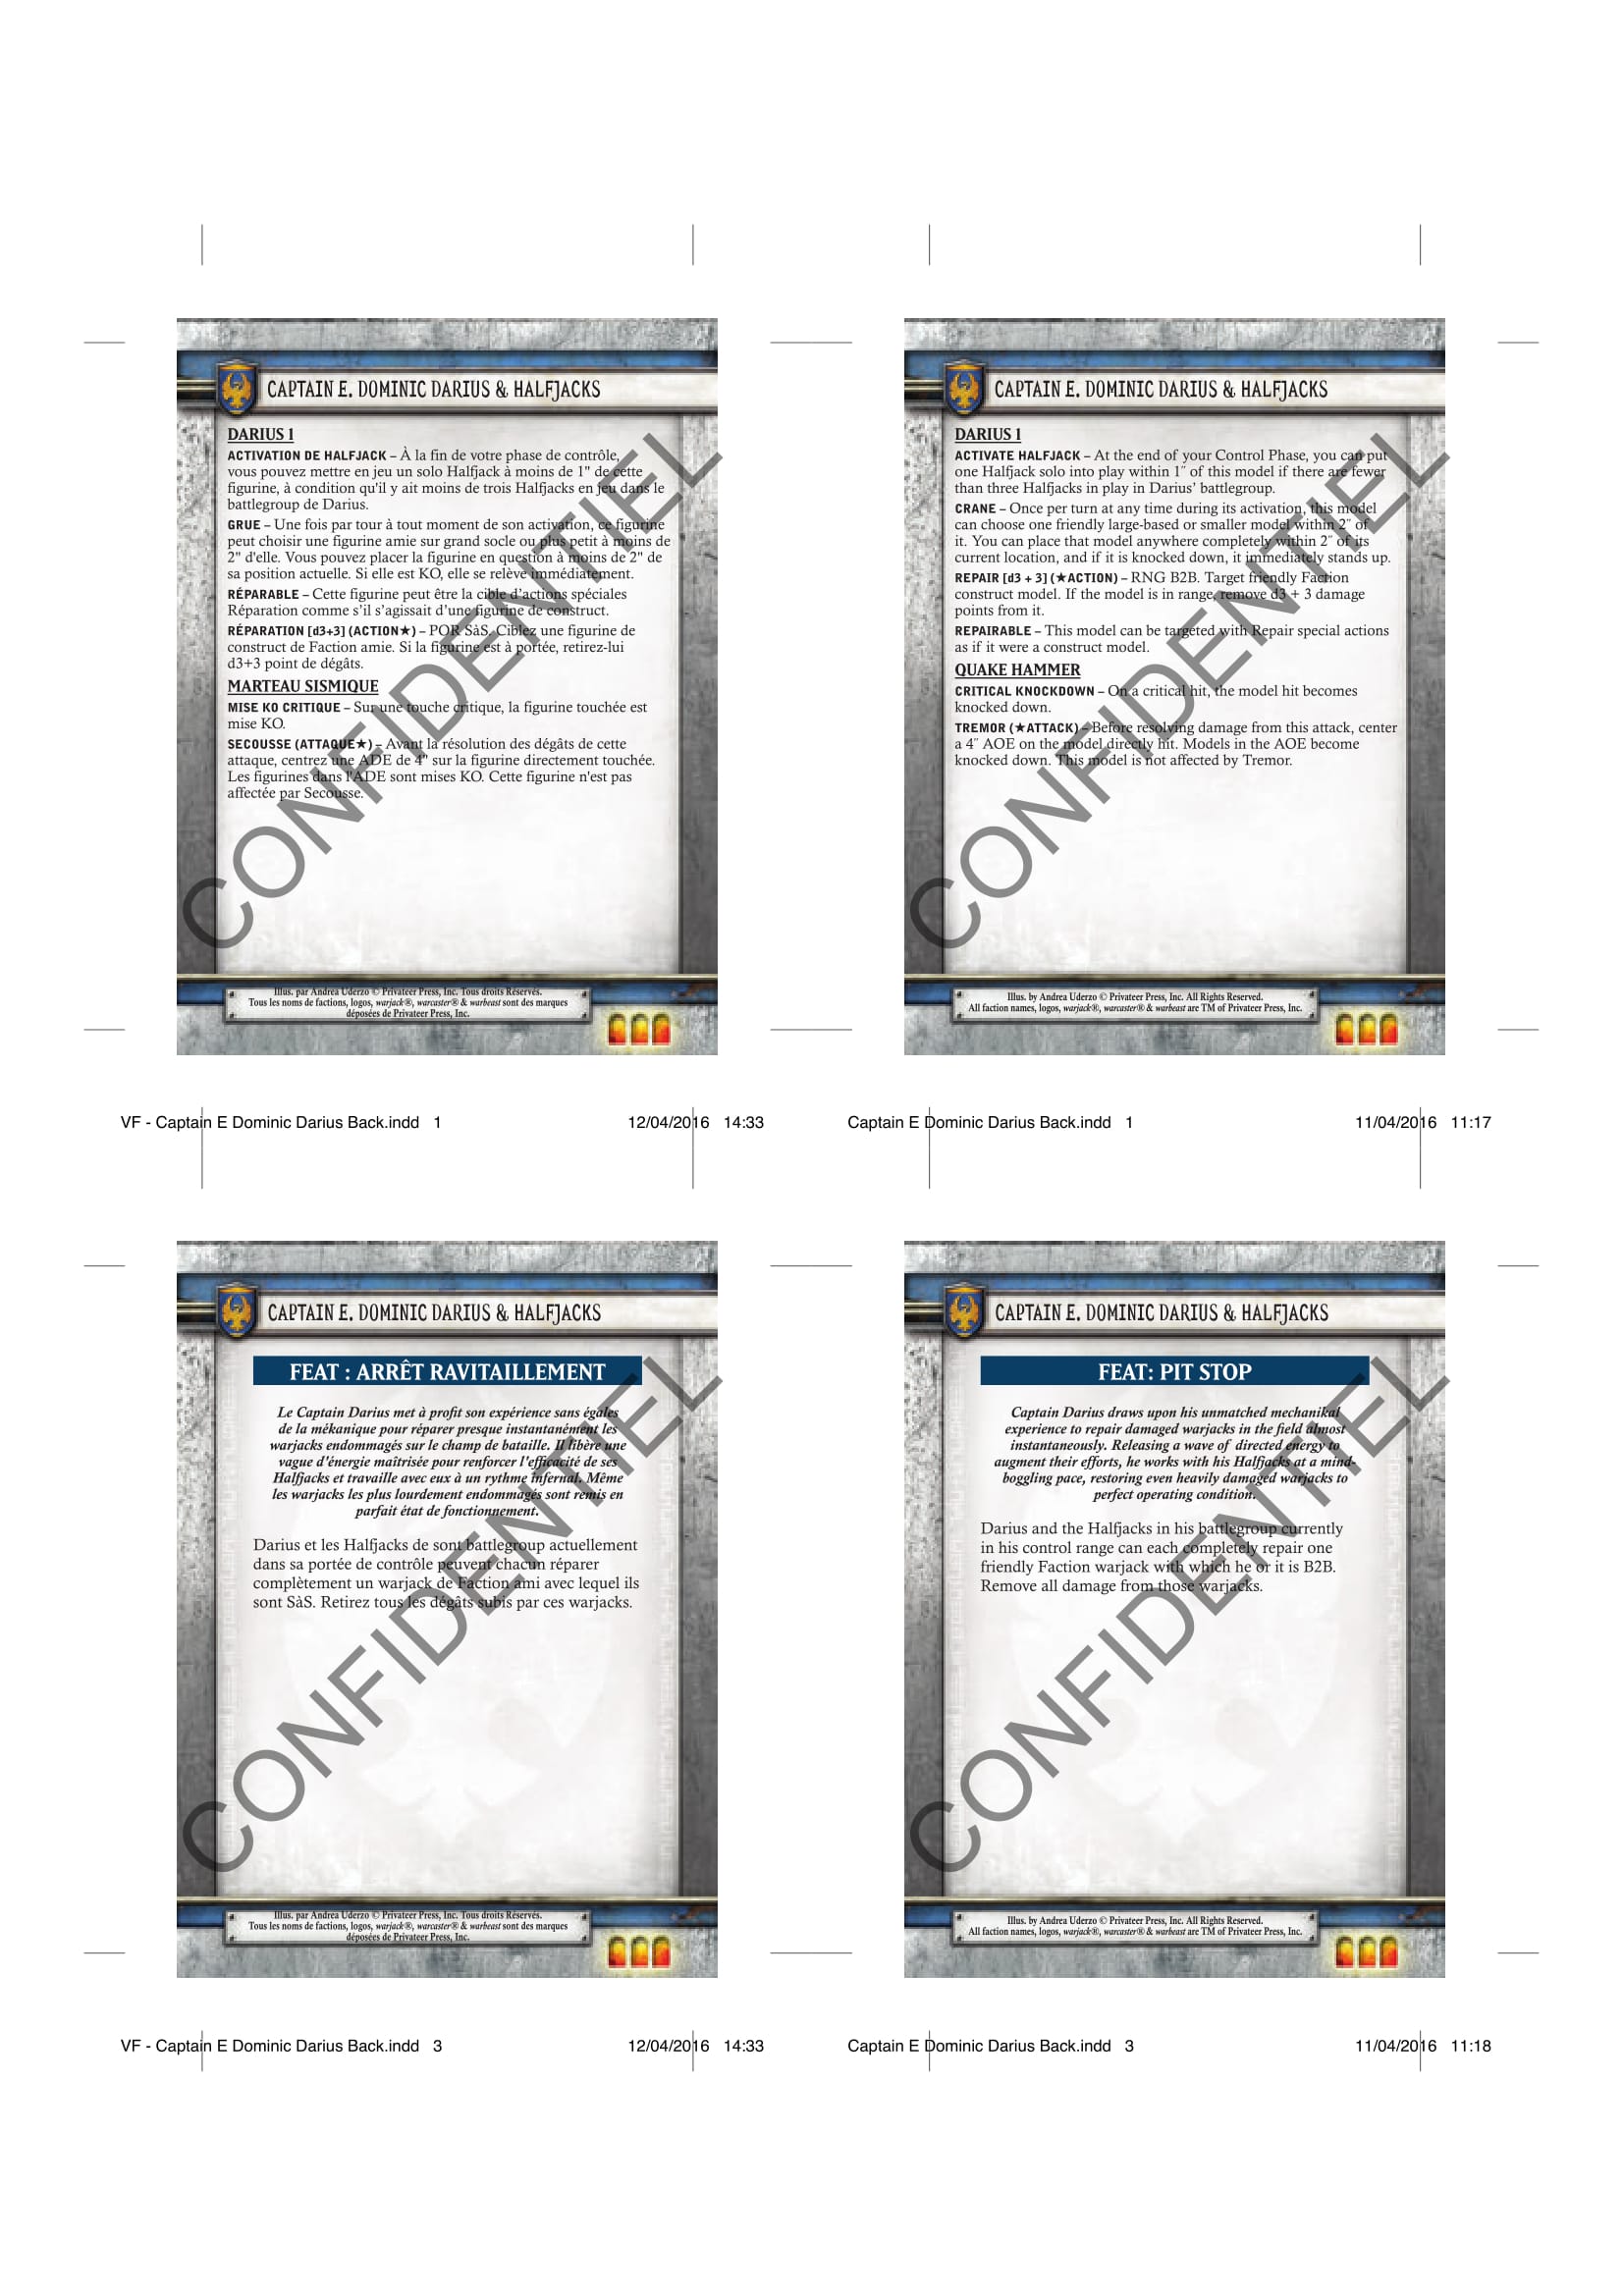 CAPTAIN E. DOMINIC DARIUS & HALFJACKS
DARIUS 1
ACTIVATION DE HALFJACK – À la fin de votre phase de contrôle,
vous pouvez mettre en jeu un solo Halfjack à moins de 1" de cette
figurine, à condition qu'il y ait moins de trois Halfjacks en jeu dans le
battlegroup de Darius.
GRUE – Une fois par tour à tout moment de son activation, ce figurine
peut choisir une figurine amie sur grand socle ou plus petit à moins de
2" d'elle. Vous pouvez placer la figurine en question à moins de 2" de
sa position actuelle. Si elle est KO, elle se relève immédiatement.
RÉPARABLE – Cette figurine peut être la cible d’actions spéciales
Réparation comme s’il s’agissait d’une figurine de construct.
RÉPARATION [d3+3] (ACTION★) – POR SàS. Ciblez une figurine de
construct de Faction amie. Si la figurine est à portée, retirez-lui
d3+3 point de dégâts.
MARTEAU SISMIQUE
MISE KO CRITIQUE – Sur une touche critique, la figurine touchée est
mise KO.
SECOUSSE (ATTAQUE★) – Avant la résolution des dégâts de cette
attaque, centrez une ADE de 4" sur la figurine directement touchée.
Les figurines dans l'ADE sont mises KO. Cette figurine n'est pas
affectée par Secousse.
CONFIDENTIEL
Illus. par Andrea Uderzo © Privateer Press, Inc. Tous droits Réservés.
Tous les noms de factions, logos, warjack®, warcaster® & warbeast sont des marques
déposées de Privateer Press, Inc.
VF - Captain E Dominic Darius Back.indd 1 12/04/2016 14:33
CAPTAIN E. DOMINIC DARIUS & HALFJACKS
DARIUS 1
ACTIVATE HALFJACK – At the end of your Control Phase, you can put
one Halfjack solo into play within 1˝ of this model if there are fewer
than three Halfjacks in play in Darius’ battlegroup.
CRANE – Once per turn at any time during its activation, this model
can choose one friendly large-based or smaller model within 2˝ of
it. You can place that model anywhere completely within 2˝ of its
current location, and if it is knocked down, it immediately stands up.
REPAIR [d3 + 3] (★ACTION) – RNG B2B. Target friendly Faction
construct model. If the model is in range, remove d3 + 3 damage
points from it.
REPAIRABLE – This model can be targeted with Repair special actions
as if it were a construct model.
QUAKE HAMMER
CRITICAL KNOCKDOWN – On a critical hit, the model hit becomes
knocked down.
TREMOR (★ATTACK) – Before resolving damage from this attack, center
a 4˝ AOE on the model directly hit. Models in the AOE become
knocked down. This model is not affected by Tremor.
CONFIDENTIEL
Illus. by Andrea Uderzo © Privateer Press, Inc. All Rights Reserved.
All faction names, logos, warjack®, warcaster® & warbeast are TM of Privateer Press, Inc.
Captain E Dominic Darius Back.indd 1 11/04/2016 11:17
CAPTAIN E. DOMINIC DARIUS & HALFJACKS
FEAT : ARRÊT RAVITAILLEMENT
Le Captain Darius met à profit son expérience sans égales
de la mékanique pour réparer presque instantanément les
warjacks endommagés sur le champ de bataille. Il libère une
vague d'énergie maîtrisée pour renforcer l'efficacité de ses
Halfjacks et travaille avec eux à un rythme infernal. Même
les warjacks les plus lourdement endommagés sont remis en
parfait état de fonctionnement.
Darius et les Halfjacks de sont battlegroup actuellement
dans sa portée de contrôle peuvent chacun réparer
complètement un warjack de Faction ami avec lequel ils
sont SàS. Retirez tous les dégâts subis par ces warjacks.
CONFIDENTIEL
Illus. par Andrea Uderzo © Privateer Press, Inc. Tous droits Réservés.
Tous les noms de factions, logos, warjack®, warcaster® & warbeast sont des marques
déposées de Privateer Press, Inc.
VF - Captain E Dominic Darius Back.indd 3 12/04/2016 14:33
CAPTAIN E. DOMINIC DARIUS & HALFJACKS
FEAT: PIT STOP
Captain Darius draws upon his unmatched mechanikal
experience to repair damaged warjacks in the field almost
instantaneously. Releasing a wave of directed energy to
augment their efforts, he works with his Halfjacks at a mind-
boggling pace, restoring even heavily damaged warjacks to
perfect operating condition.
Darius and the Halfjacks in his battlegroup currently
in his control range can each completely repair one
friendly Faction warjack with which he or it is B2B.
Remove all damage from those warjacks.
CONFIDENTIEL
Illus. by Andrea Uderzo © Privateer Press, Inc. All Rights Reserved.
All faction names, logos, warjack®, warcaster® & warbeast are TM of Privateer Press, Inc.
Captain E Dominic Darius Back.indd 3 11/04/2016 11:18